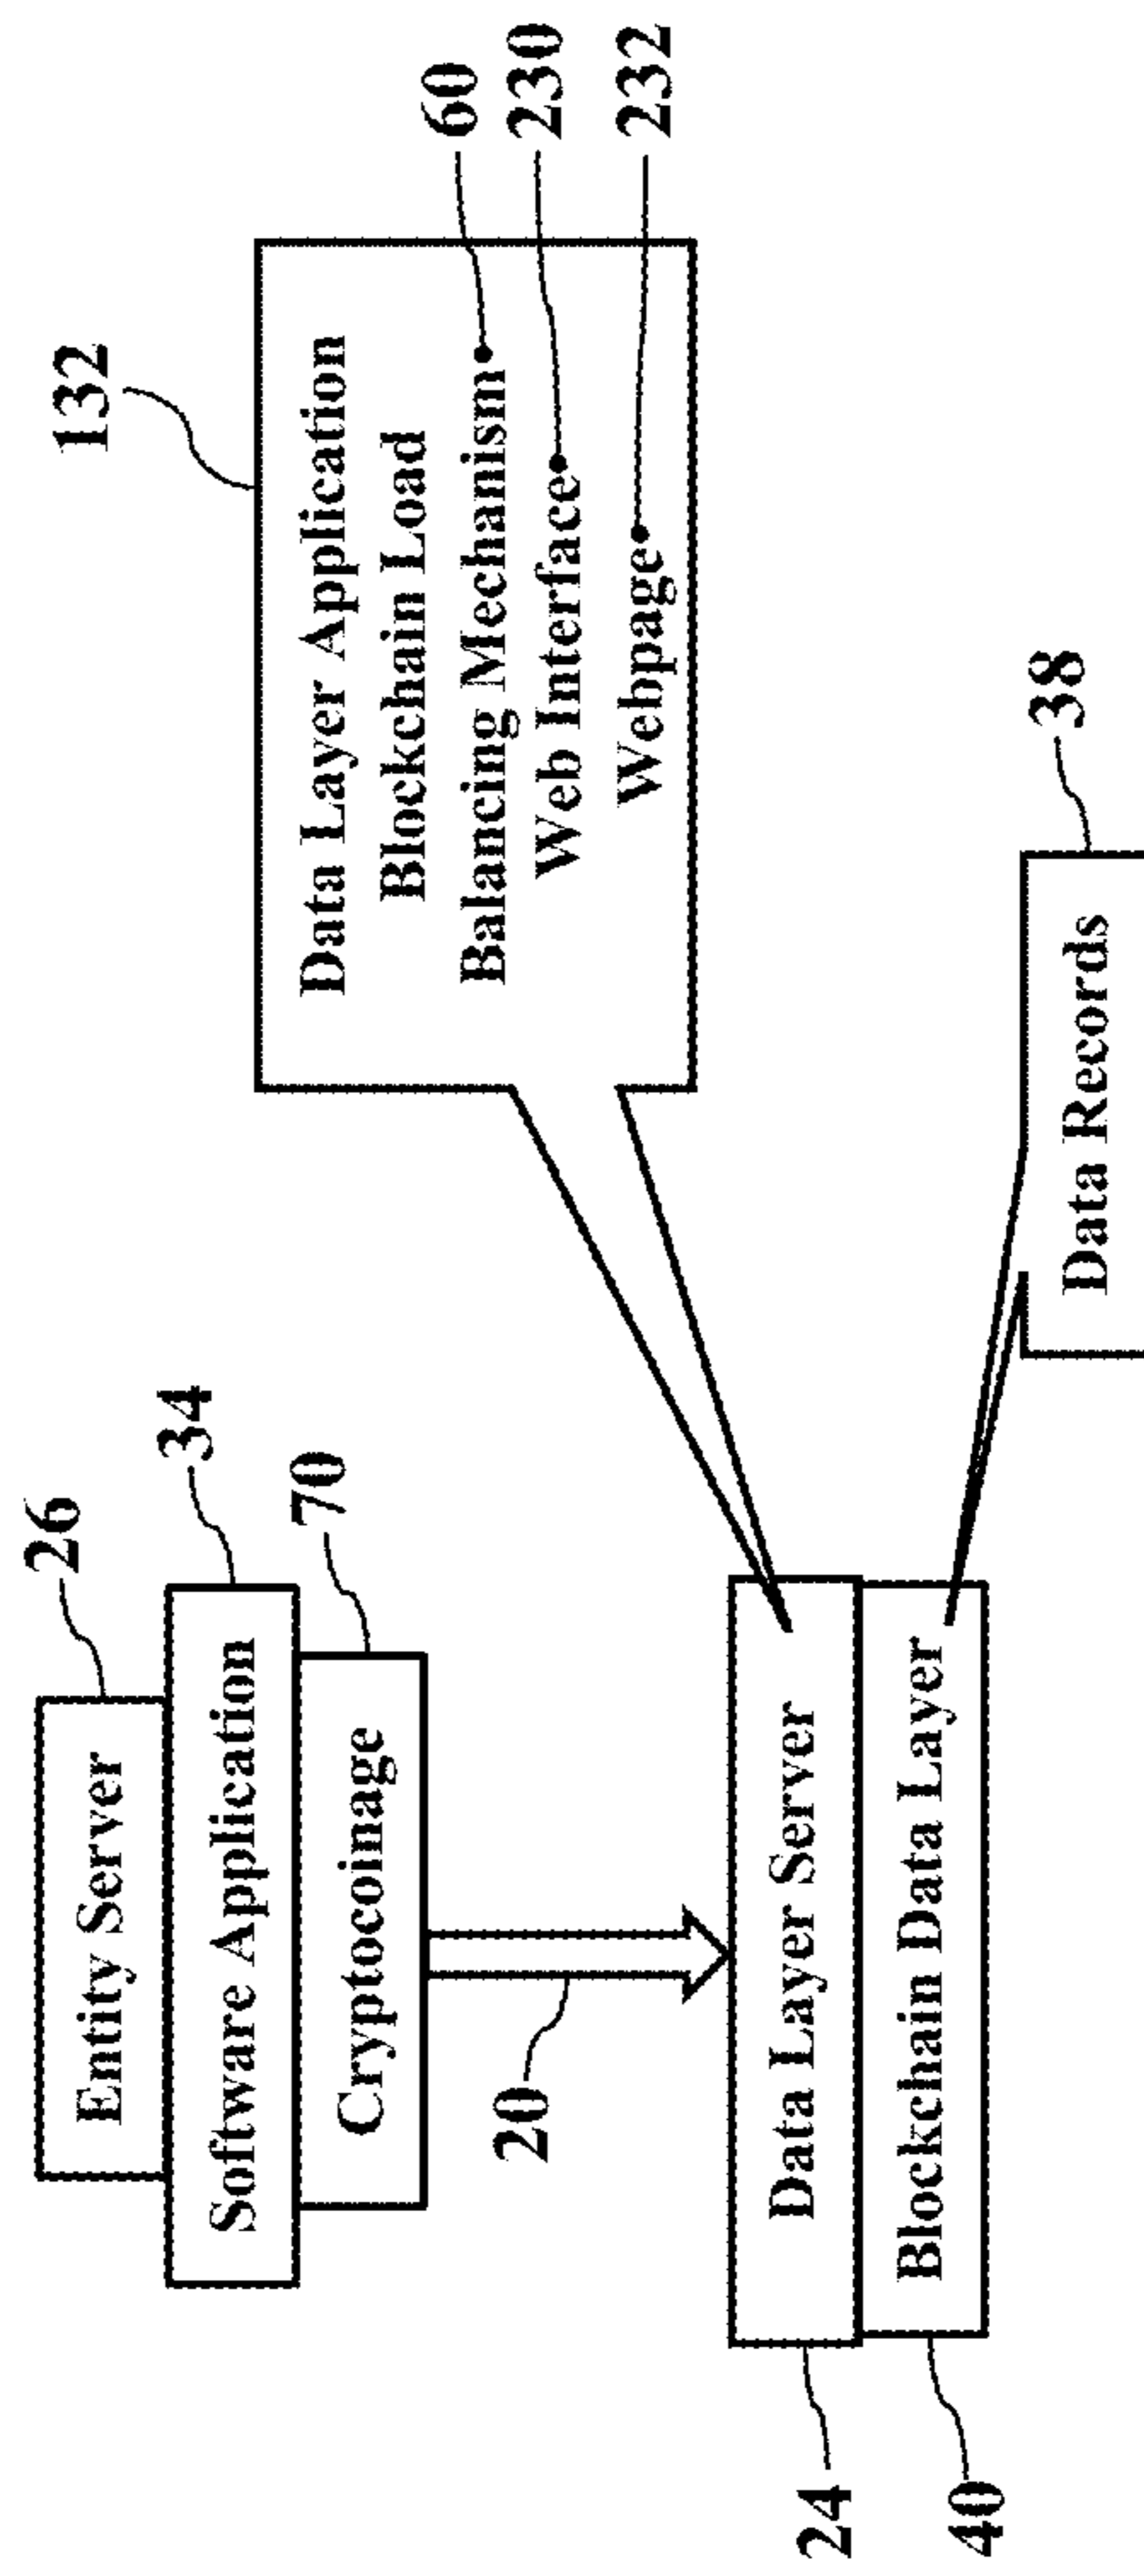 26
Entity Server
34
Software Application
70
Cryptocoinage
20
132
Data Layer Application
Blockchain Load
Balancing Mechanism
60
Web Interface
230
Webpage
232
24
Data Layer Server
40
Blockchain Data Layer
38
Data Records